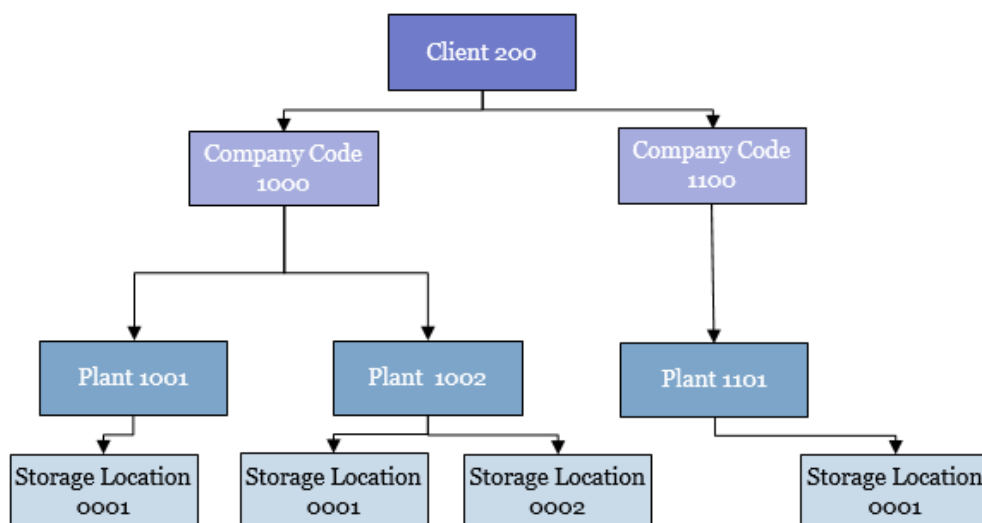 Client 200
Company Code
1000
Company Code
1100
Plant 1001
Plant 1002
Plant 1101
Storage Location
0001
Storage Location
0001
Storage Location
0002
Storage Location
0001